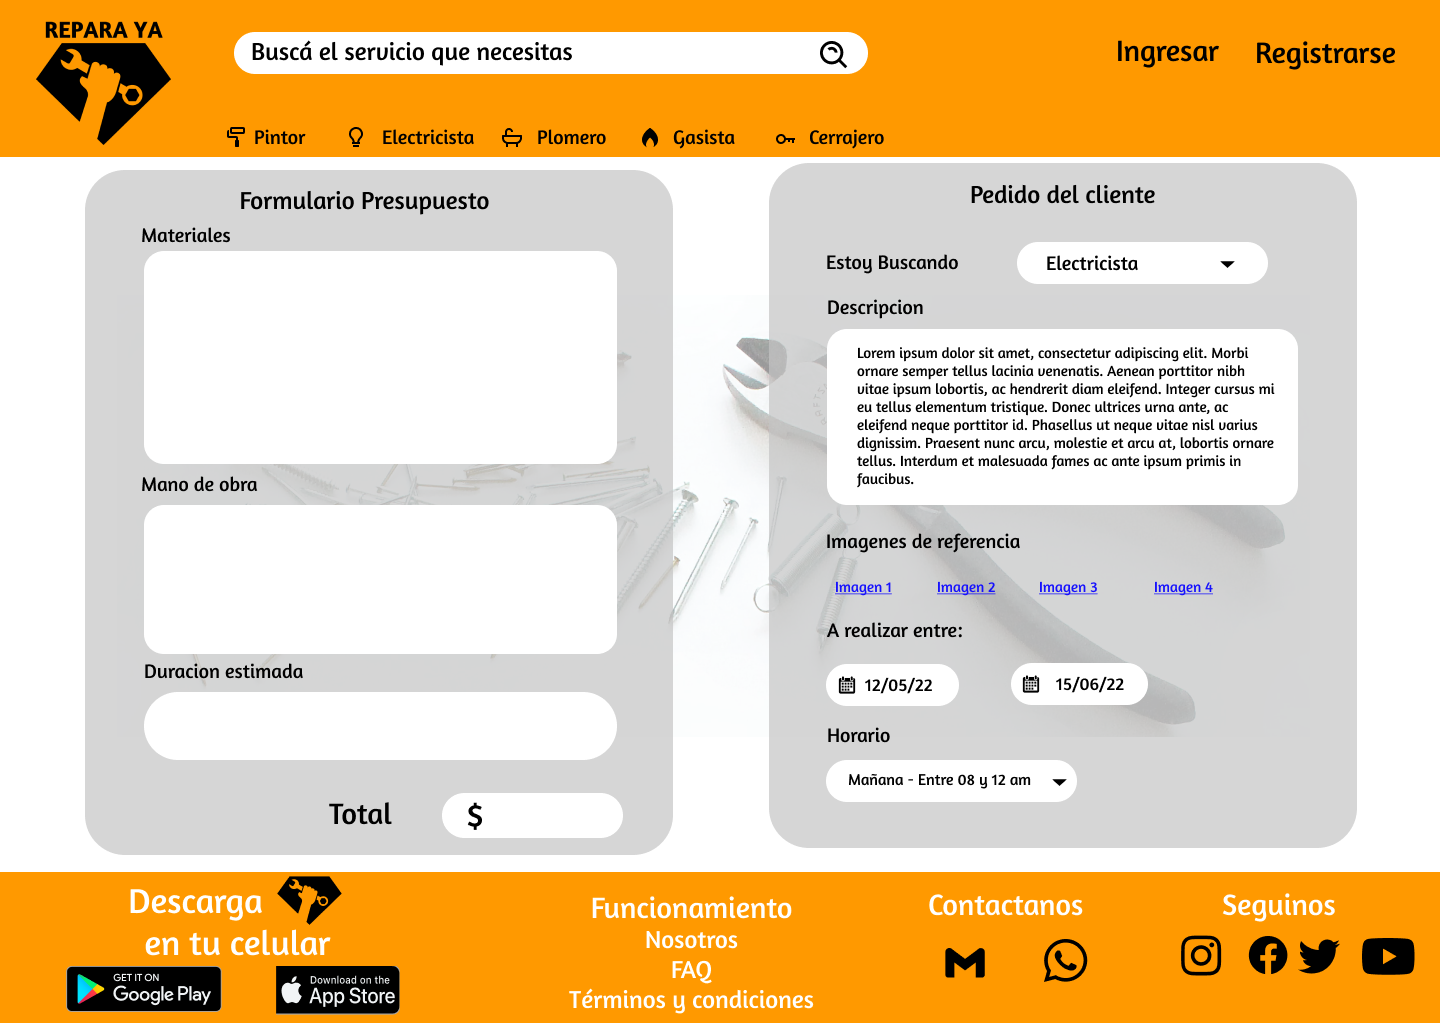 REPARA YA
Buscá el servicio que necesitas
Ingresar
Registrarse
Pintor
Electricista
Plomero
Gasista
Cerrajero
Formulario Presupuesto
Materiales
Mano de obra
Duracion estimada
Total
$
Pedido del cliente
Estoy Buscando
Electricista
Descripcion
Lorem ipsum dolor sit amet, consectetur adipiscing elit. Morbi
ornare semper tellus lacinia venenatis. Aenean porttitor nibh
vitae ipsum lobortis, ac hendrerit diam eleifend. Integer cursus mi
eu tellus elementum tristique. Donec ultrices urna ante, ac
eleifend neque porttitor id. Phasellus ut neque vitae nisl varius
dignissim. Praesent nunc arcu, molestie et arcu at, lobortis ornare
tellus. Interdum et malesuada fames ac ante ipsum primis in
faucibus.
Imagenes de referencia
Imagen 1
Imagen 2
Imagen 3
Imagen 4
A realizar entre:
12/05/22
15/06/22
Horario
Mañana - Entre 08 y 12 am
Descarga
en tu celular
GET IT ON
Google Play
Download on the
App Store
Funcionamiento
Nosotros
FAQ
Términos y condiciones
Contactanos
Seguinos